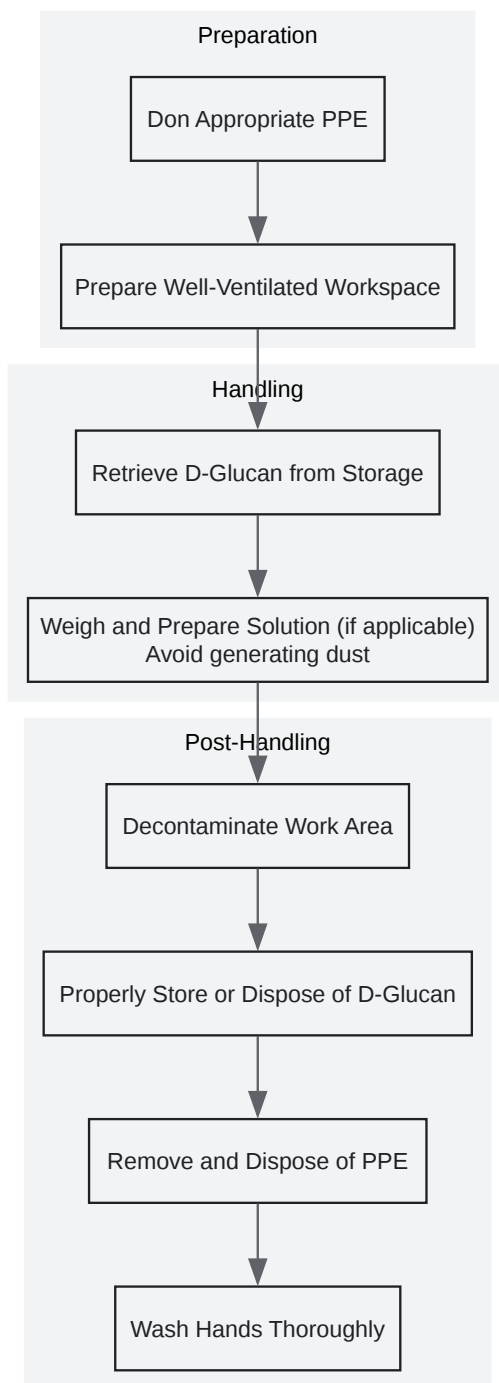 Preparation
Don Appropriate PPE
Prepare Well-Ventilated Workspace
Handling
Retrieve D-Glucan from Storage
Weigh and Prepare Solution (if applicable)
Avoid generating dust
Post-Handling
Decontaminate Work Area
Properly Store or Dispose of D-Glucan
Remove and Dispose of PPE
Wash Hands Thoroughly